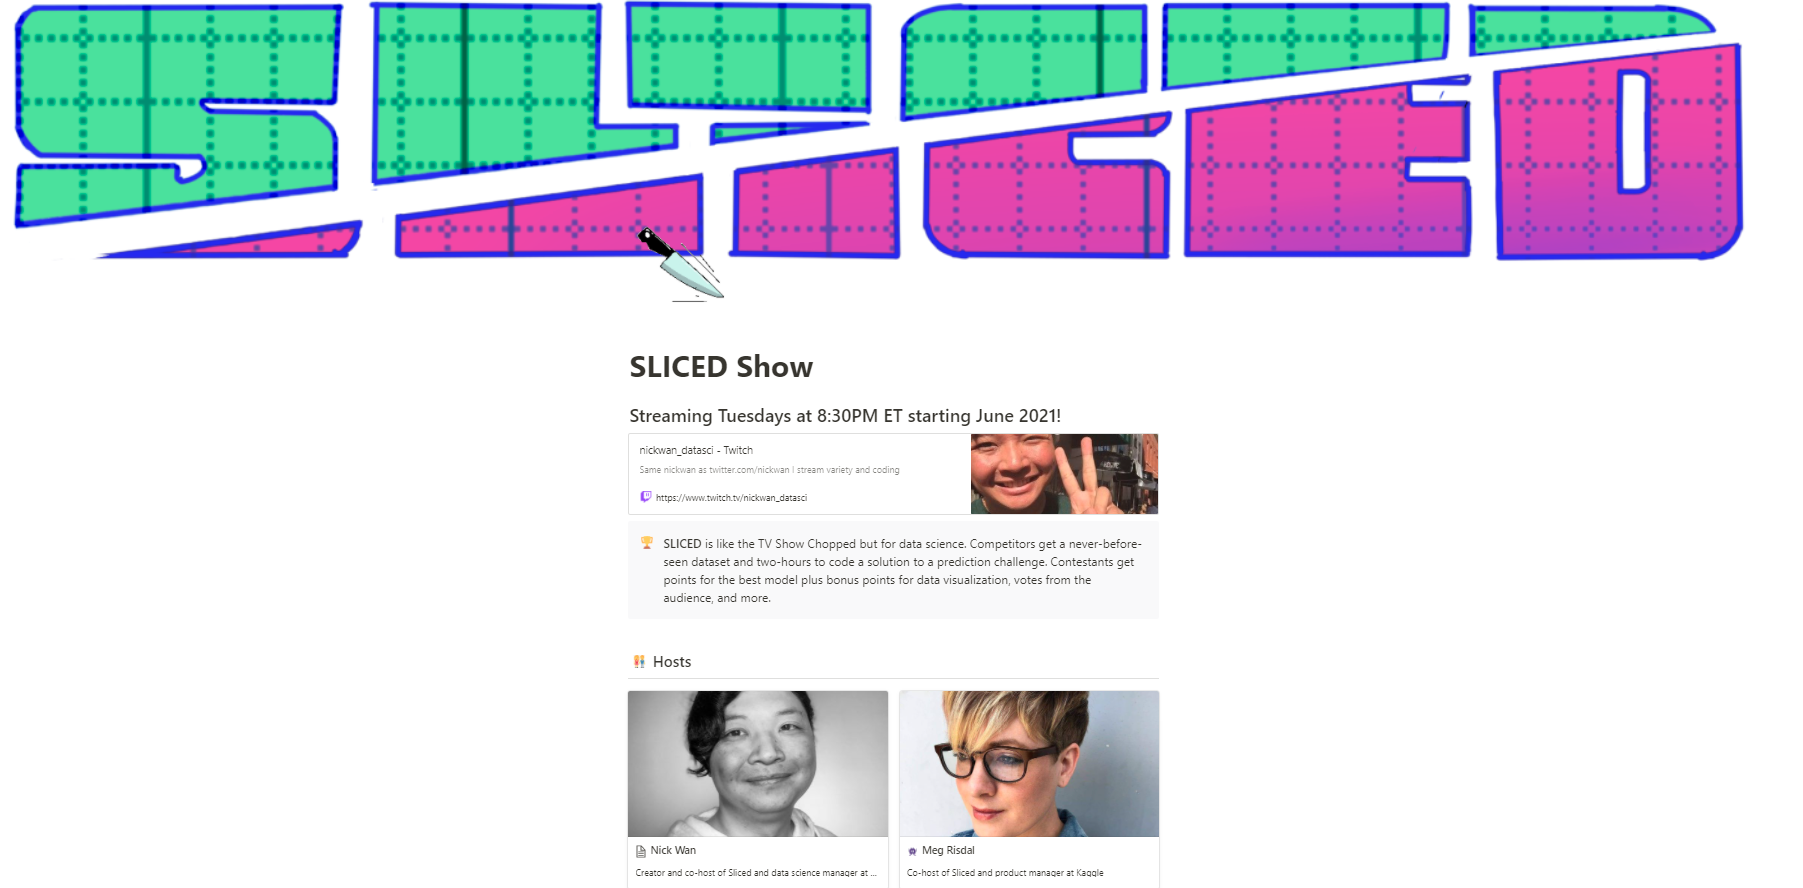 SLICED
SLICED Show
Streaming Tuesdays at 8:30PM ET starting June 2021!
nickwan_datasci - Twitch
Same nickwan as twitter.com/nickwan I stream variety and coding
https://www.twitch.tv/nickwan_datasci
SLICED is like the TV Show Chopped but for data science. Competitors get a never-before-
seen dataset and two-hours to code a solution to a prediction challenge. Contestants get
points for the best model plus bonus points for data visualization, votes from the
audience, and more.
Hosts
Nick Wan
Creator and co-host of Sliced and data science manager at ...
Meg Risdal
Co-host of Sliced and product manager at Kaggle